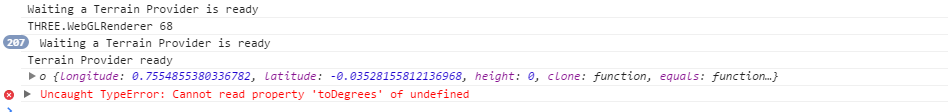 Waiting a Terrain Provider is ready
THREE.WebGLRenderer 68
207 Waiting a Terrain Provider is ready
Terrain Provider ready
▶ o {longitude: 0.7554855380336782, latitude: -0.03528155812136968, height: 0, clone: function, equals: function…}
▶ Uncaught TypeError: Cannot read property 'toDegrees' of undefined